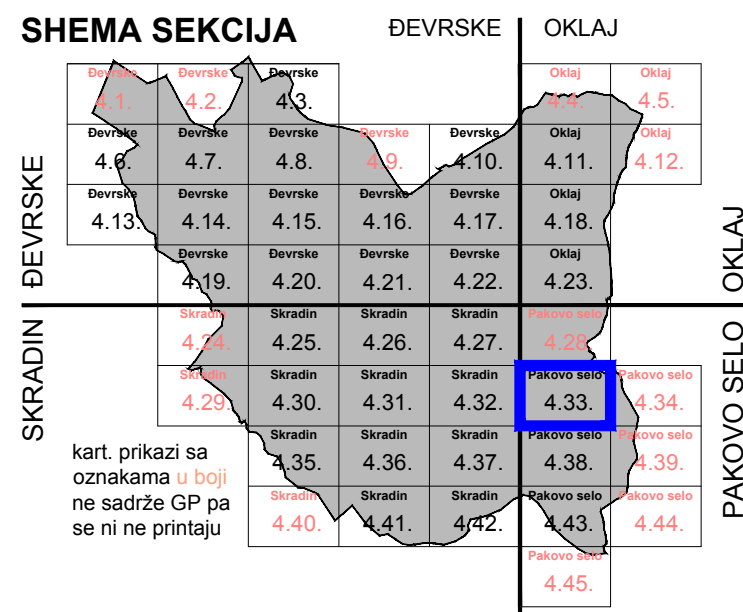 SHEMA SEKCIJA
ĐEVRSKE OKLAJ
Đevrske Đevrske Đevrske Oklaj Oklaj
4.1. 4.2. 4.3. 4.4. 4.5.
Đevrske Đevrske Đevrske Đevrske Đevrske Oklaj Oklaj
4.6. 4.7. 4.8. 4.9. 4.10. 4.11. 4.12.
Đevrske Đevrske Đevrske Đevrske Đevrske Oklaj
4.13. 4.14. 4.15. 4.16. 4.17. 4.18.
Đevrske Đevrske Đevrske Đevrske Oklaj
4.19. 4.20. 4.21. 4.22. 4.23.
Skradin Skradin Skradin Skradin Pakovo selo
4.24. 4.25. 4.26. 4.27. 4.28.
Skradin Skradin Skradin Skradin Pakovo selo Pakovo selo
4.29. 4.30. 4.31. 4.32. 4.33. 4.34.
Skradin Skradin Skradin Pakovo selo Pakovo selo
4.35. 4.36. 4.37. 4.38. 4.39.
Skradin Skradin Skradin Pakovo selo Pakovo selo
4.40. 4.41. 4.42. 4.43. 4.44.
Pakovo selo
4.45.
ĐEVRSKE
SKRADIN
OKLAJ
PAKOVO SELO
kart. prikazi sa
oznakama u boji
ne sadrže GP pa
se ni ne printaju